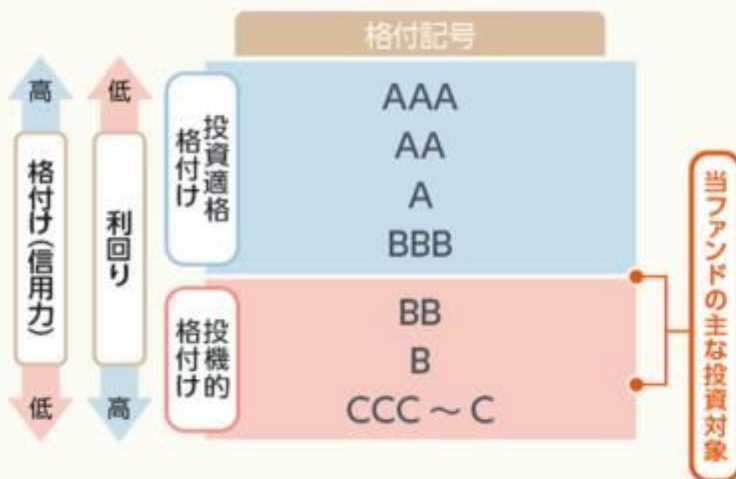 格付記号
高
低
格付け(信用力)
利回り
低
高
投資適格
格付け
AAA
AA
A
BBB
投機的
格付け
BB
B
CCC ～ C
当ファンドの主な投資対象